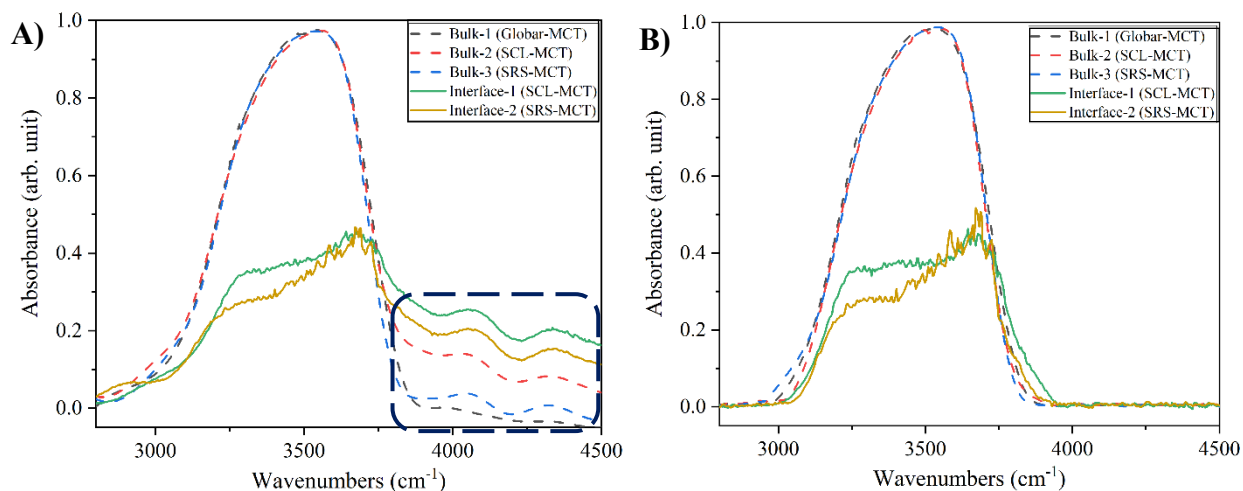 A)
Absorbance (arb. unit)
1.0
0.8
0.6
0.4
0.2
0.0
Bulk-1 (Globar-MCT)
Bulk-2 (SCL-MCT)
Bulk-3 (SRS-MCT)
Interface-1 (SCL-MCT)
Interface-2 (SRS-MCT)
3000
3500
4000
4500
Wavenumbers (cm⁻¹)
B)
Absorbance (arb. unit)
1.0
0.8
0.6
0.4
0.2
0.0
Bulk-1 (Globar-MCT)
Bulk-2 (SCL-MCT)
Bulk-3 (SRS-MCT)
Interface-1 (SCL-MCT)
Interface-2 (SRS-MCT)
3000
3500
4000
4500
Wavenumbers (cm⁻¹)